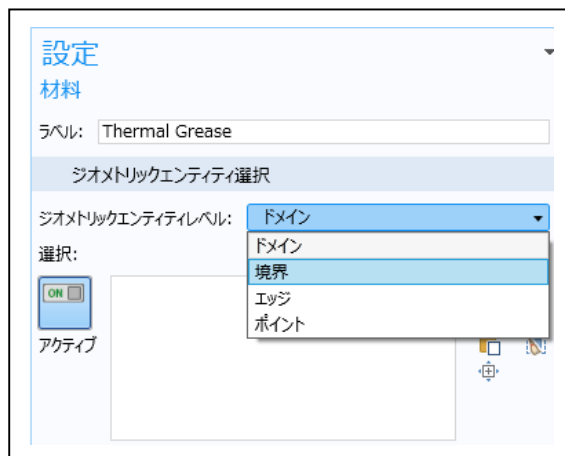 設定
材料
ラベル: Thermal Grease
ジオメトリックエンティティ選択
ジオメトリックエンティティレベル: ドメイン
ドメイン
選択:
境界
ON
エッジ
ポイント
アクティブ